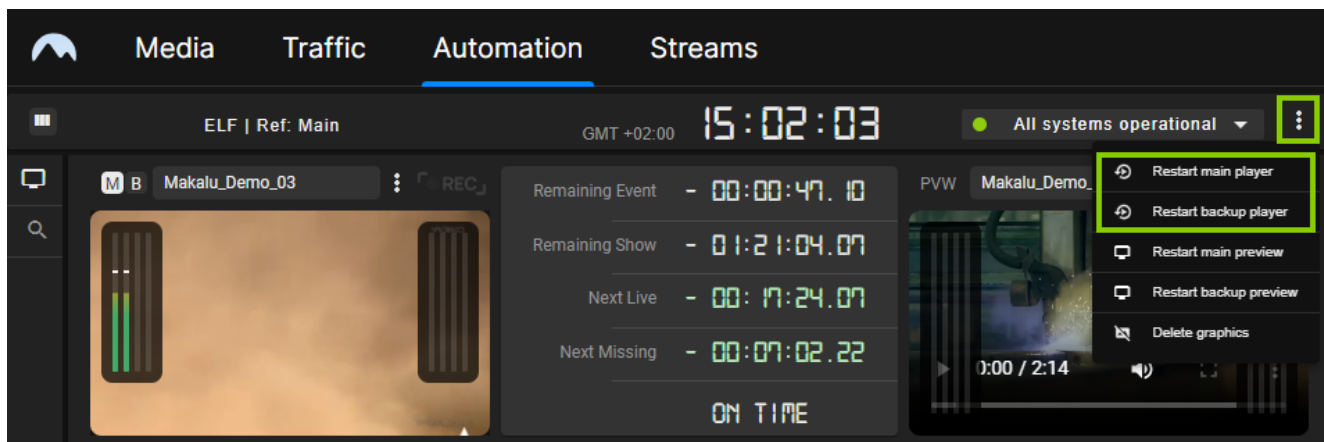 Media Traffic Automation Streams
ELF | Ref: Main
GMT +02:00 15:02:03
All systems operational
M B Makalu_Demo_03
REC
Remaining Event - 00:00:47.10
Remaining Show - 01:21:04.07
Next Live - 00:17:24.07
Next Missing - 00:07:02.22
ON TIME
PVW Makalu_Demo_
0:00 / 2:14
Restart main player
Restart backup player
Restart main preview
Restart backup preview
Delete graphics